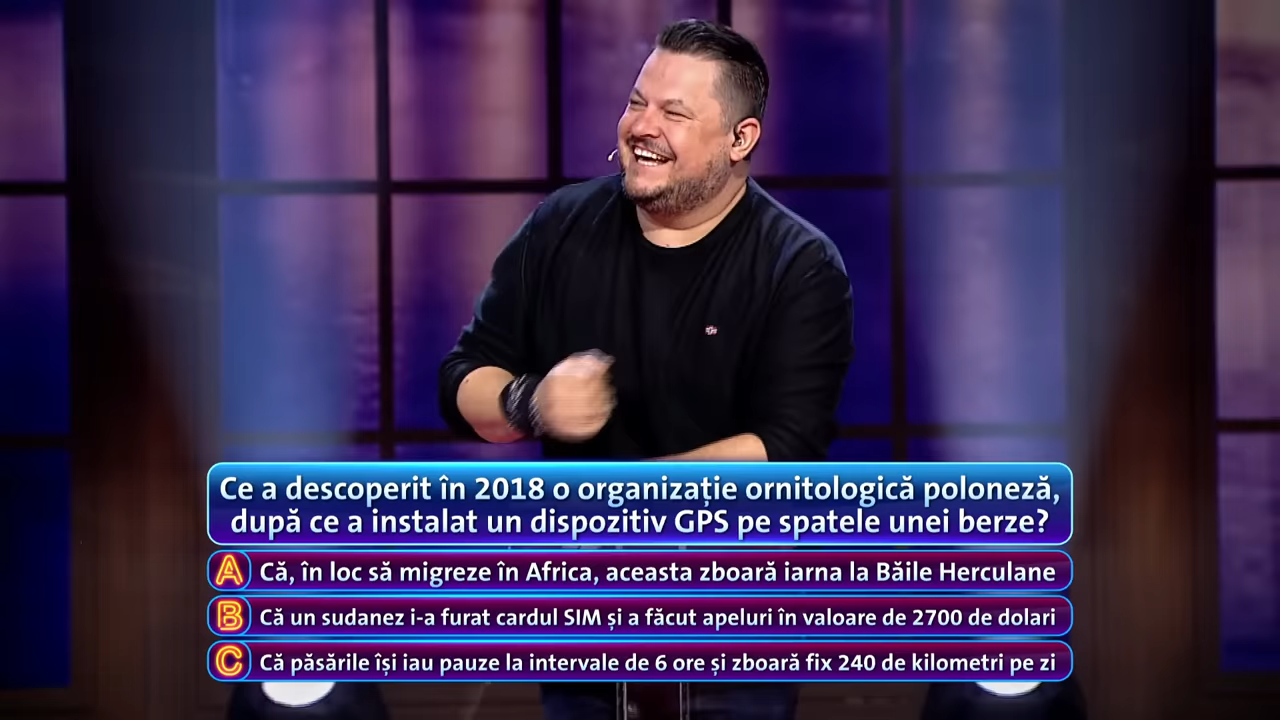 Ce a descoperit în 2018 o organizație ornitologică poloneză,
după ce a instalat un dispozitiv GPS pe spatele unei berze?
A Că, în loc să migreze în Africa, aceasta zboară iarna la Băile Herculane
B Că un sudanez i-a furat cardul SIM și a făcut apeluri în valoare de 2700 de dolari
C Că păsările își iau pauze la intervale de 6 ore și zboară fix 240 de kilometri pe zi